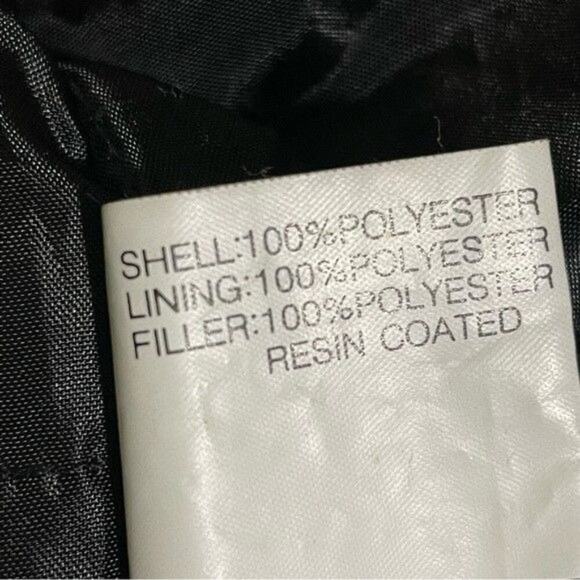 SHELL:100%POLYESTER
LINING:100%POLYESTER
FILLER:100%POLYESTER
RESIN COATED